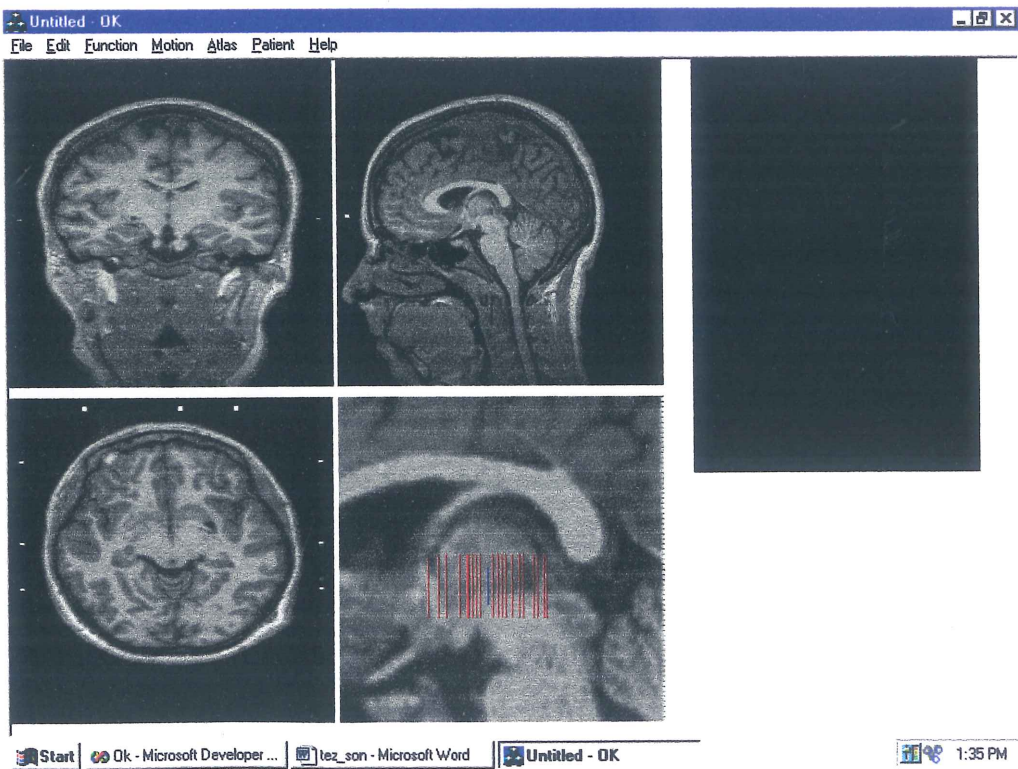 Untitled - OK
File Edit Function Motion Atlas Patient Help
Start Ok - Microsoft Developer ... tez_son - Microsoft Word Untitled - OK 1:35 PM